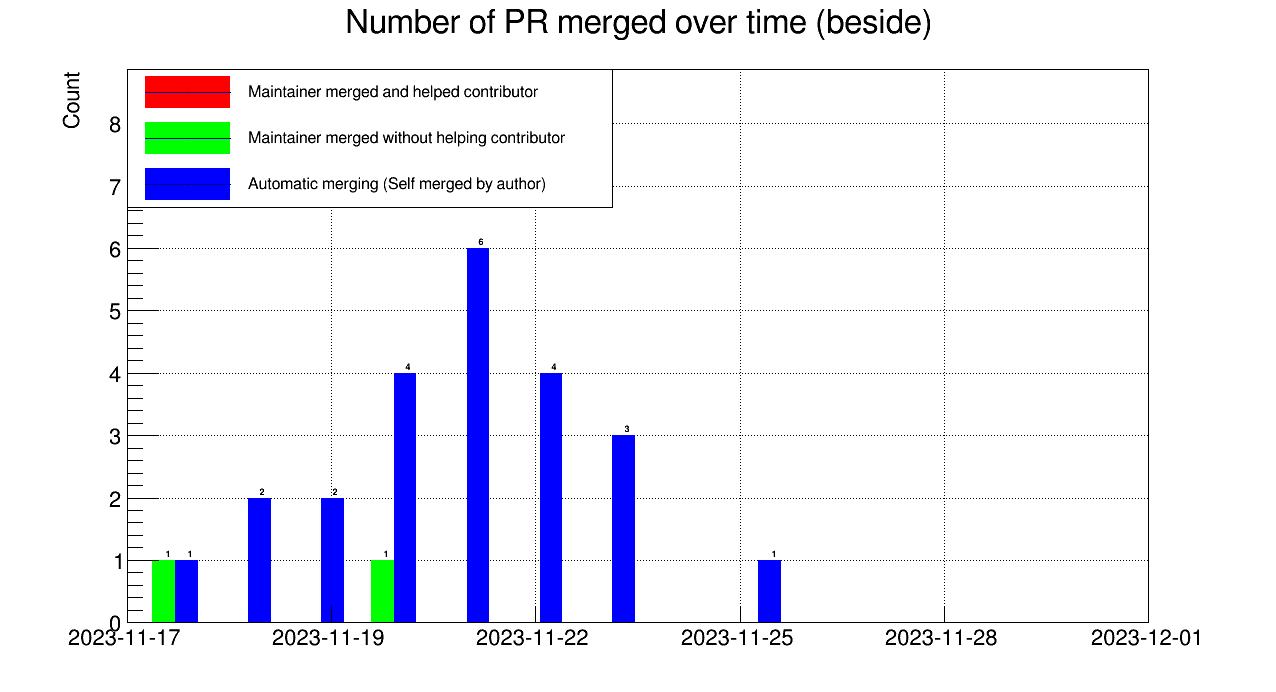 Number of PR merged over time (beside)
Count
Maintainer merged and helped contributor
Maintainer merged without helping contributor
Automatic merging (Self merged by author)
8
7
6
5
4
3
2
1
0
1 1 2 2 1 4 6 4 3 1
2023-11-17 2023-11-19 2023-11-22 2023-11-25 2023-11-28 2023-12-01